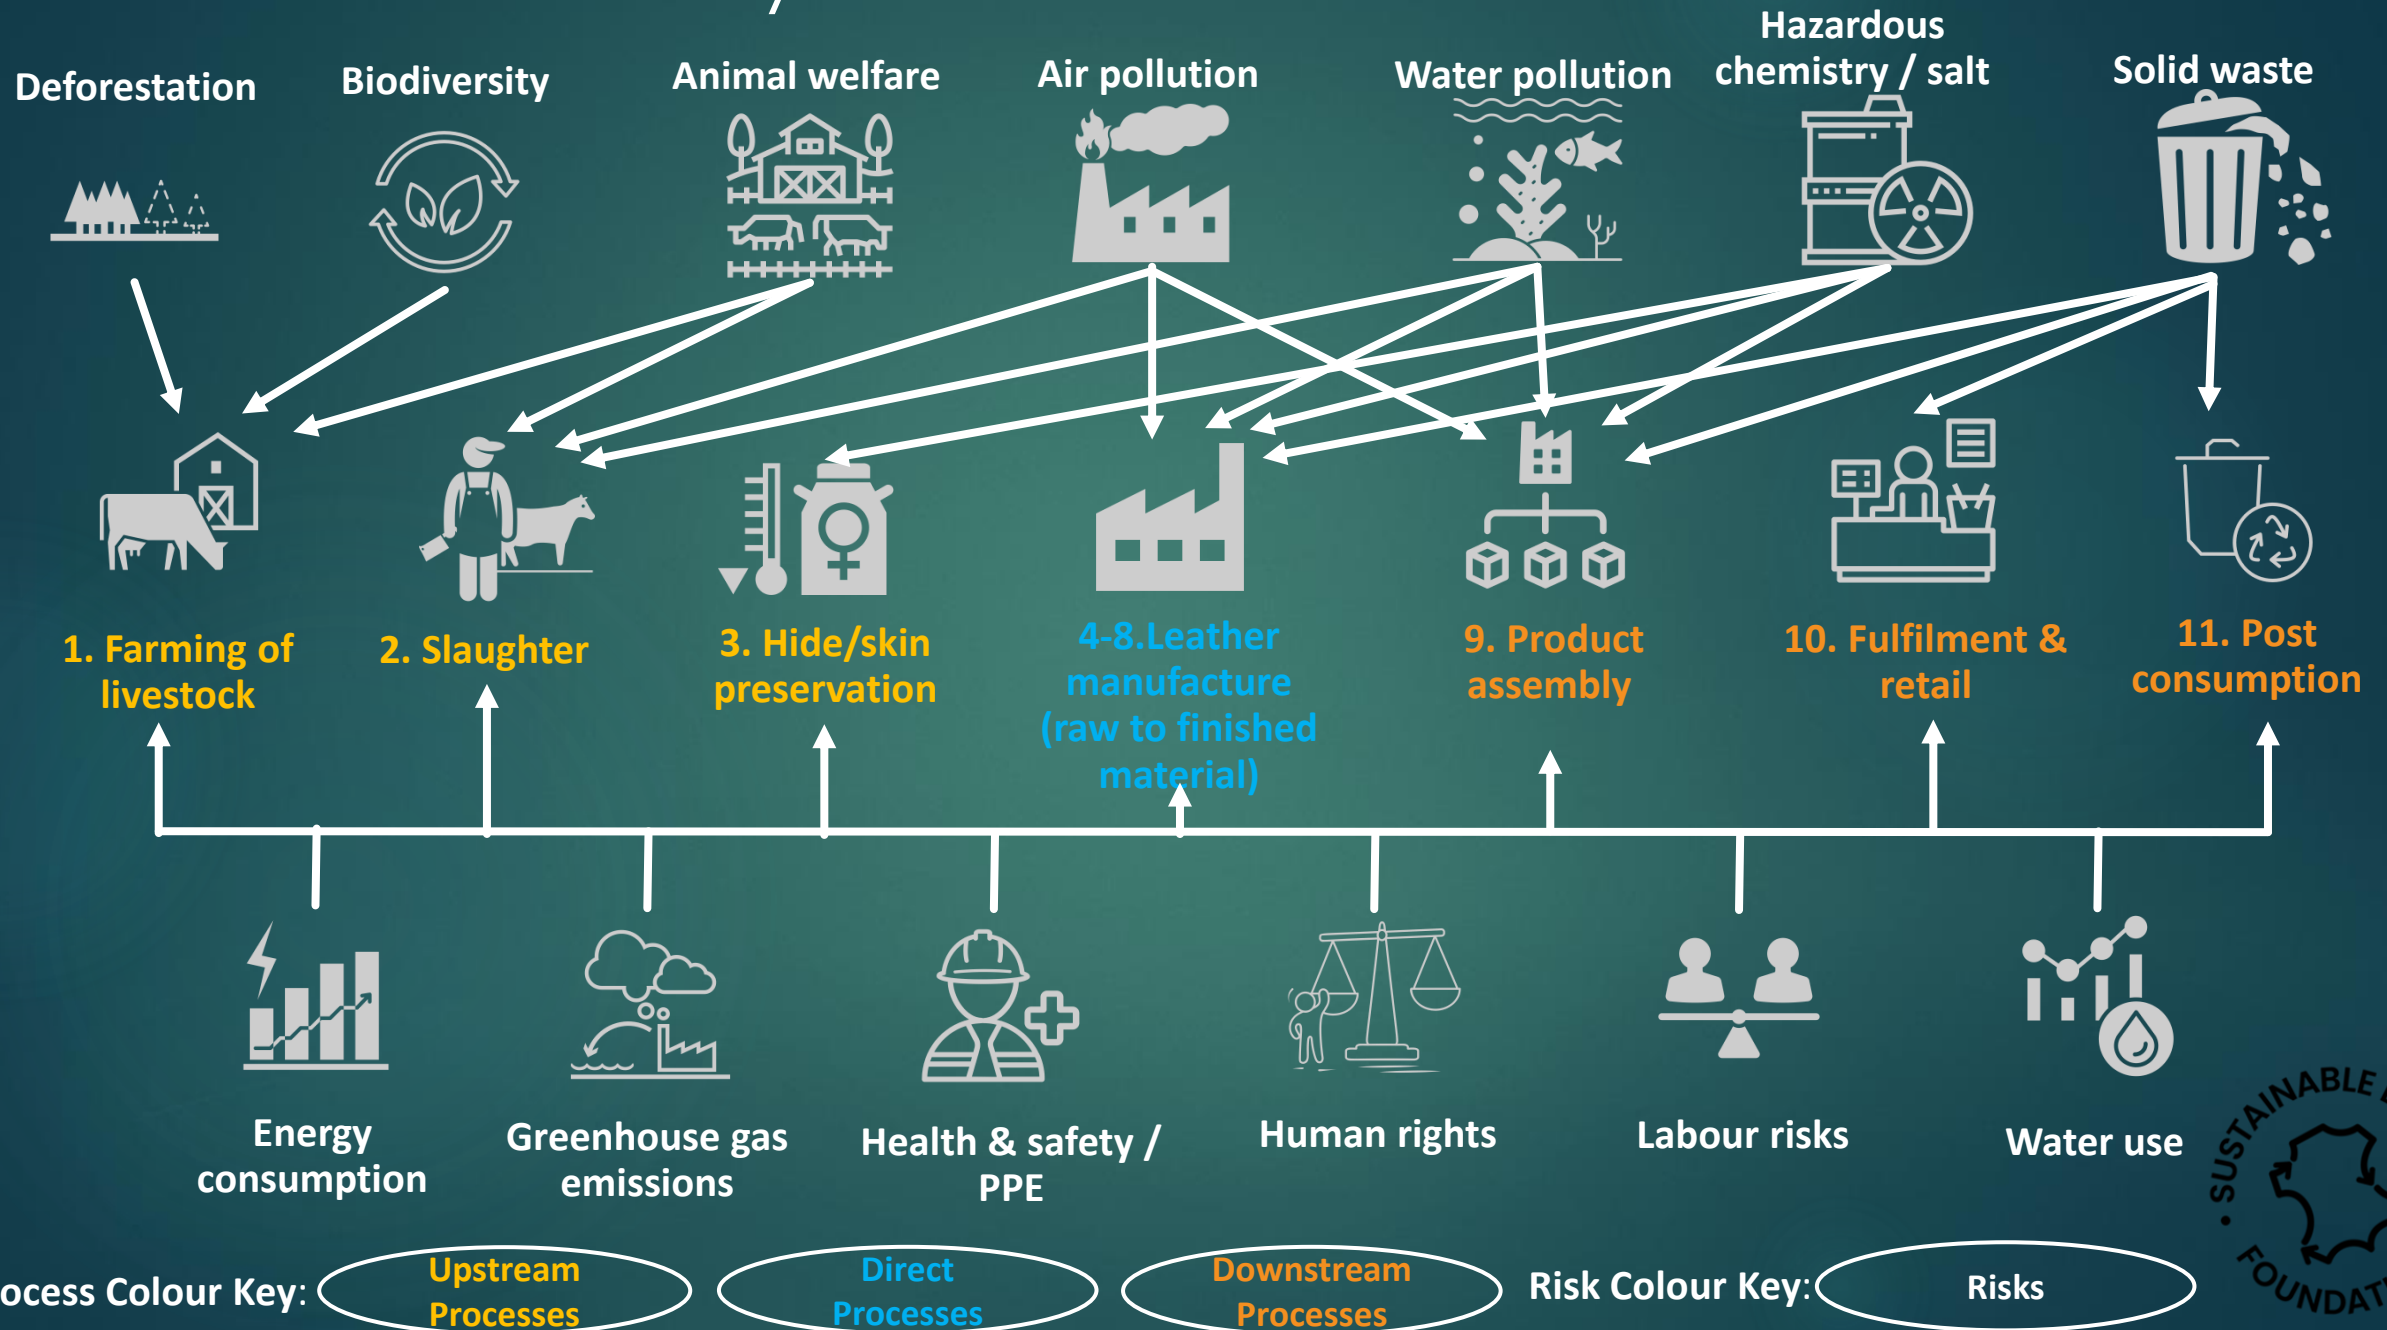 Deforestation
Biodiversity
Animal welfare
Air pollution
Water pollution
Hazardous
chemistry / salt
Solid waste
1. Farming of
livestock
2. Slaughter
3. Hide/skin
preservation
4-8.Leather
manufacture
(raw to finished
material)
9. Product
assembly
10. Fulfilment &
retail
11. Post
consumption
Energy
consumption
Greenhouse gas
emissions
Health & safety /
PPE
Human rights
Labour risks
Water use
SUSTAINABLE
FOUNDATI
ocess Colour Key:
Upstream
Processes
Direct
Processes
Downstream
Processes
Risk Colour Key:
Risks